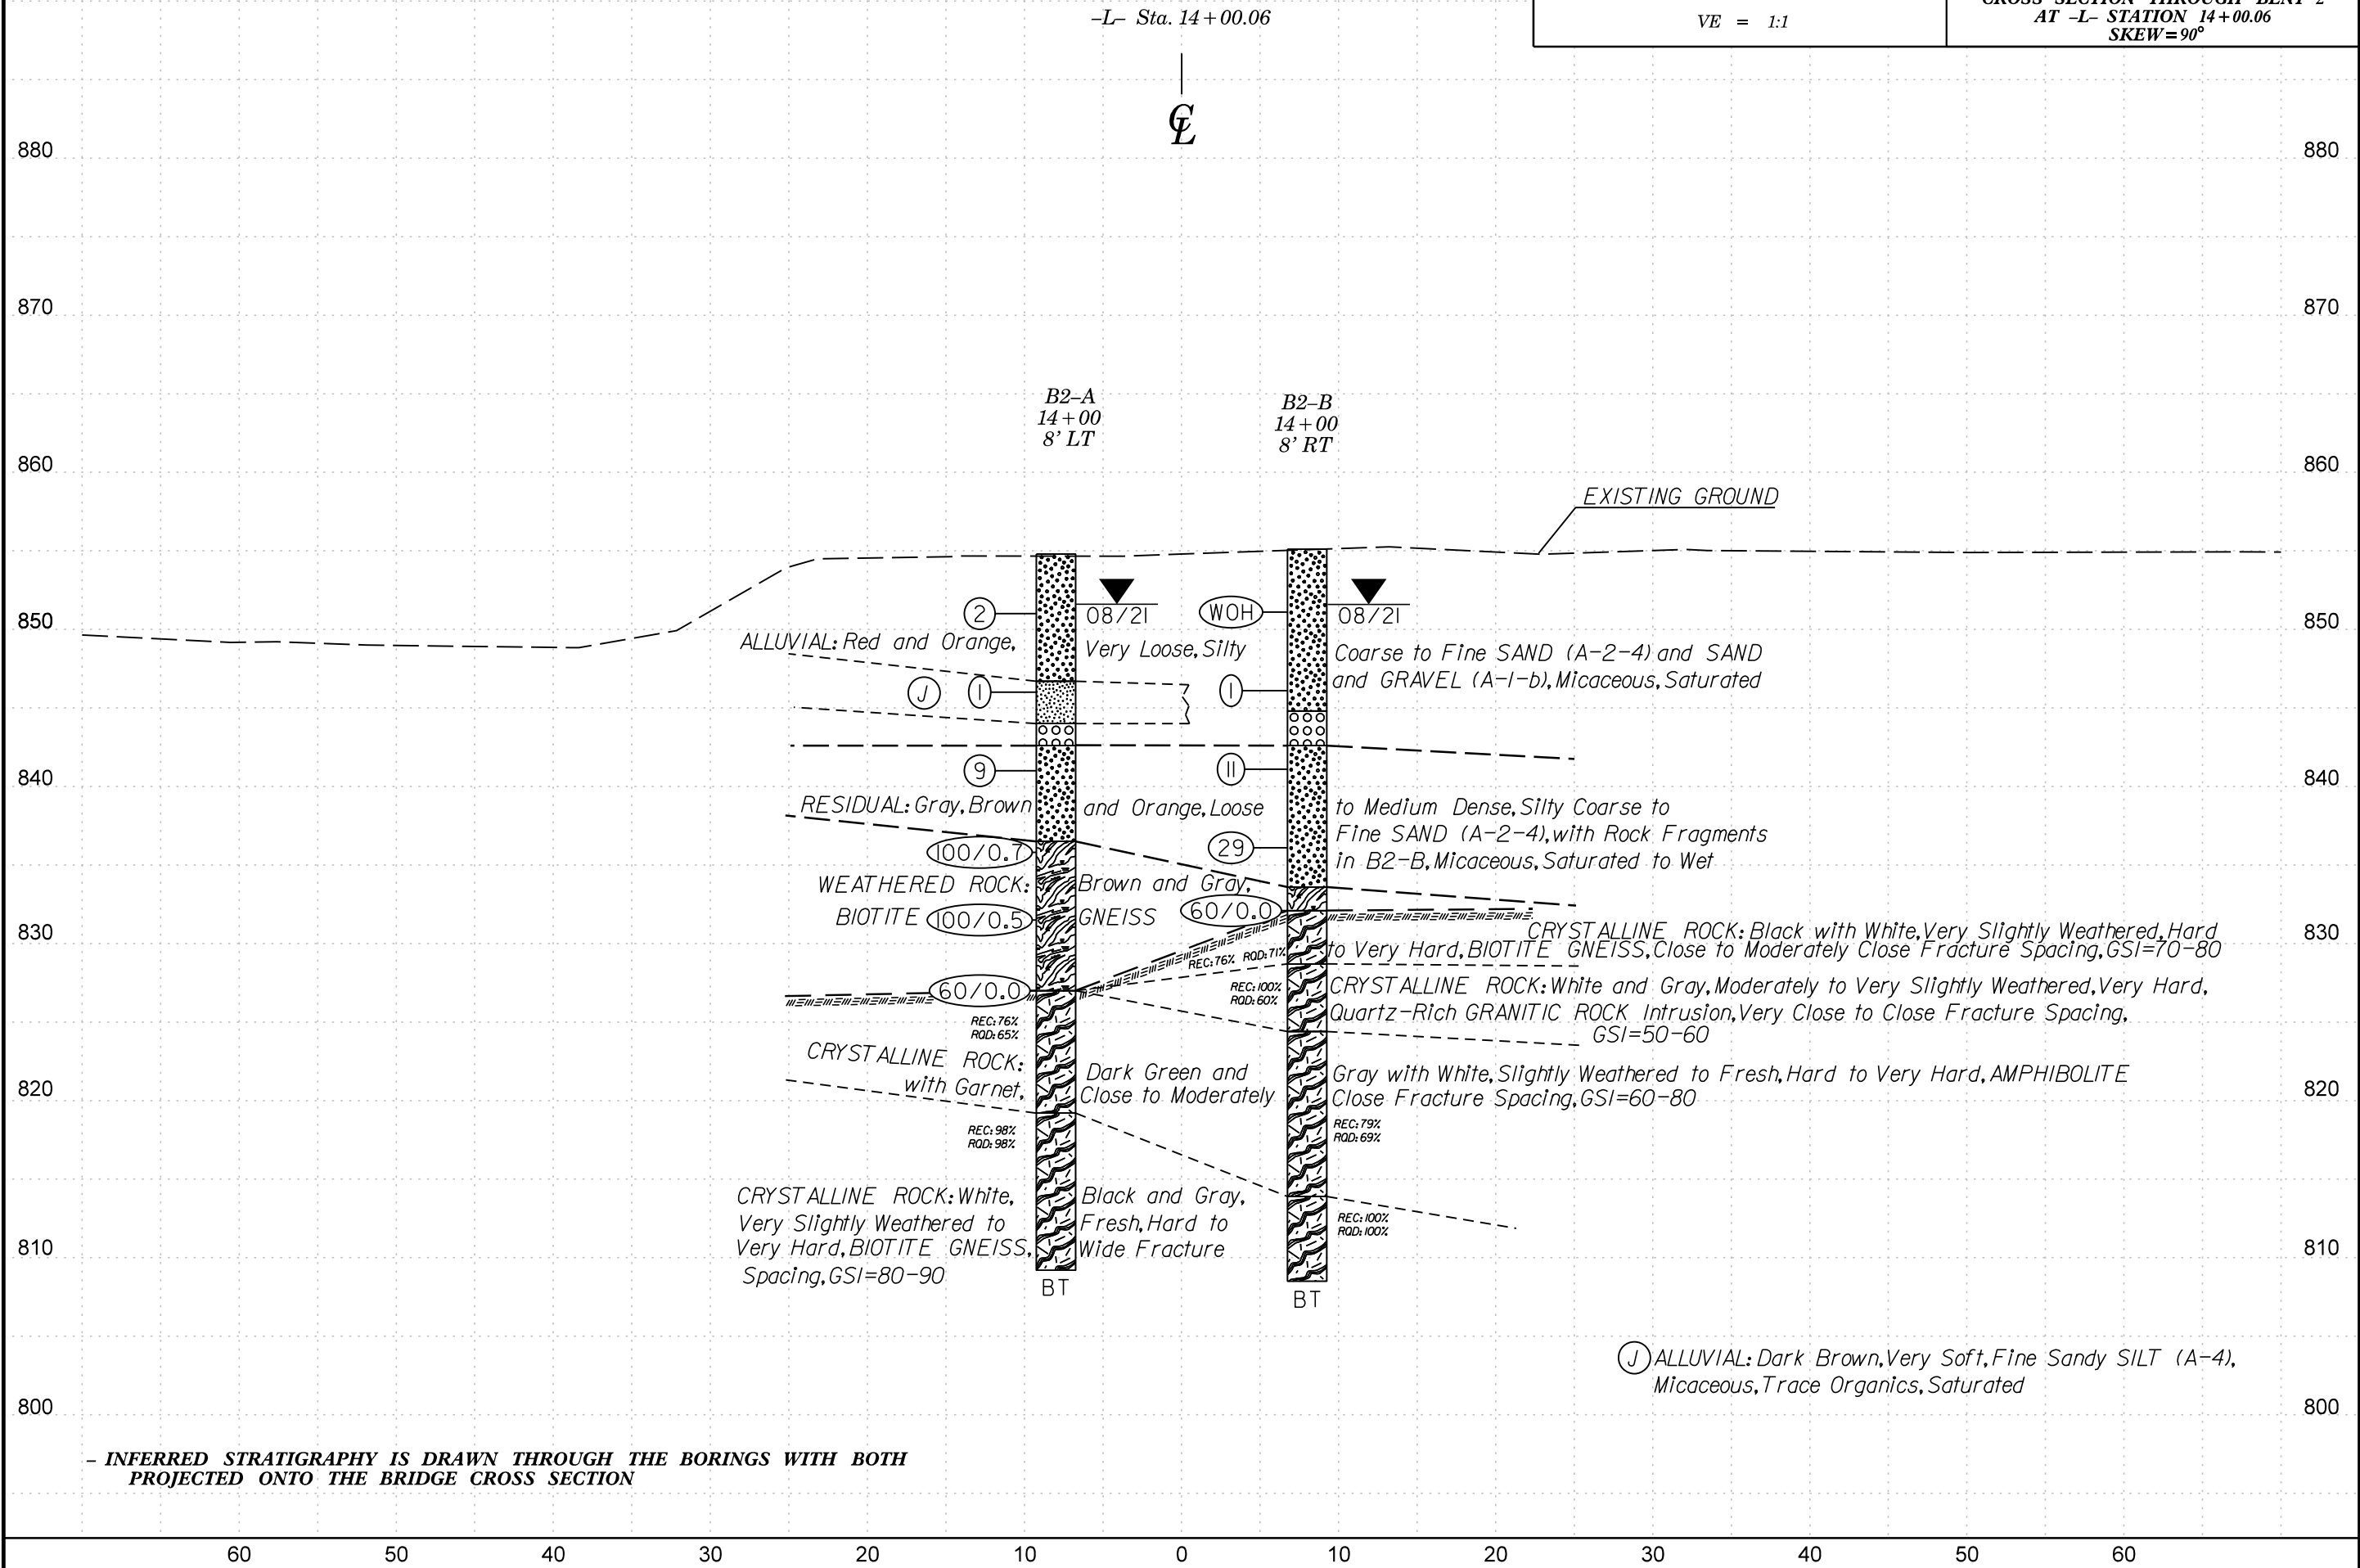 –L– Sta. 14+00.06
VE = 1:1
CROSS SECTION THROUGH BENT 2
AT –L– STATION 14+00.06
SKEW=90°
℄
880 880
870 870
B2–A
14+00
8' LT
B2–B
14+00
8' RT
860 860
EXISTING GROUND
850 850
2 08/21 WOH 08/21
ALLUVIAL: Red and Orange, Very Loose, Silty Coarse to Fine SAND (A-2-4) and SAND
and GRAVEL (A-1-b), Micaceous, Saturated
J 1 1
9 11
840 840
RESIDUAL: Gray, Brown and Orange, Loose to Medium Dense, Silty Coarse to
Fine SAND (A-2-4), with Rock Fragments
in B2-B, Micaceous, Saturated to Wet
100/0.7 29
WEATHERED ROCK: Brown and Gray,
BIOTITE 100/0.5 GNEISS 60/0.0
830 830
CRYSTALLINE ROCK: Black with White, Very Slightly Weathered, Hard
to Very Hard, BIOTITE GNEISS, Close to Moderately Close Fracture Spacing, GSI=70-80
REC: 76% RQD: 71%
60/0.0
REC: 100%
RQD: 60%
CRYSTALLINE ROCK: White and Gray, Moderately to Very Slightly Weathered, Very Hard,
Quartz-Rich GRANITIC ROCK Intrusion, Very Close to Close Fracture Spacing,
GSI=50-60
REC: 76%
RQD: 65%
820 820
CRYSTALLINE ROCK: Dark Green and Gray with White, Slightly Weathered to Fresh, Hard to Very Hard, AMPHIBOLITE
with Garnet, Close to Moderately Close Fracture Spacing, GSI=60-80
REC: 98%
RQD: 98%
REC: 79%
RQD: 69%
CRYSTALLINE ROCK: White, Black and Gray,
Very Slightly Weathered to Fresh, Hard to
Very Hard, BIOTITE GNEISS, Wide Fracture
Spacing, GSI=80-90
REC: 100%
RQD: 100%
810 810
BT BT
J ALLUVIAL: Dark Brown, Very Soft, Fine Sandy SILT (A-4),
Micaceous, Trace Organics, Saturated
800 800
– INFERRED STRATIGRAPHY IS DRAWN THROUGH THE BORINGS WITH BOTH
PROJECTED ONTO THE BRIDGE CROSS SECTION
60 50 40 30 20 10 0 10 20 30 40 50 60